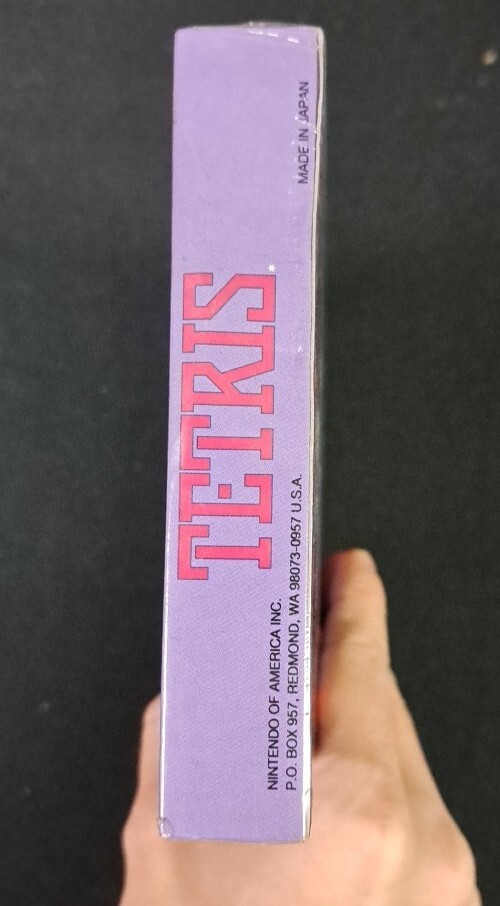 TETRIS*
NINTENDO OF AMERICA INC.
P.O. BOX 957, REDMOND, WA 98073-0957 U.S.A.
MADE IN JAPAN